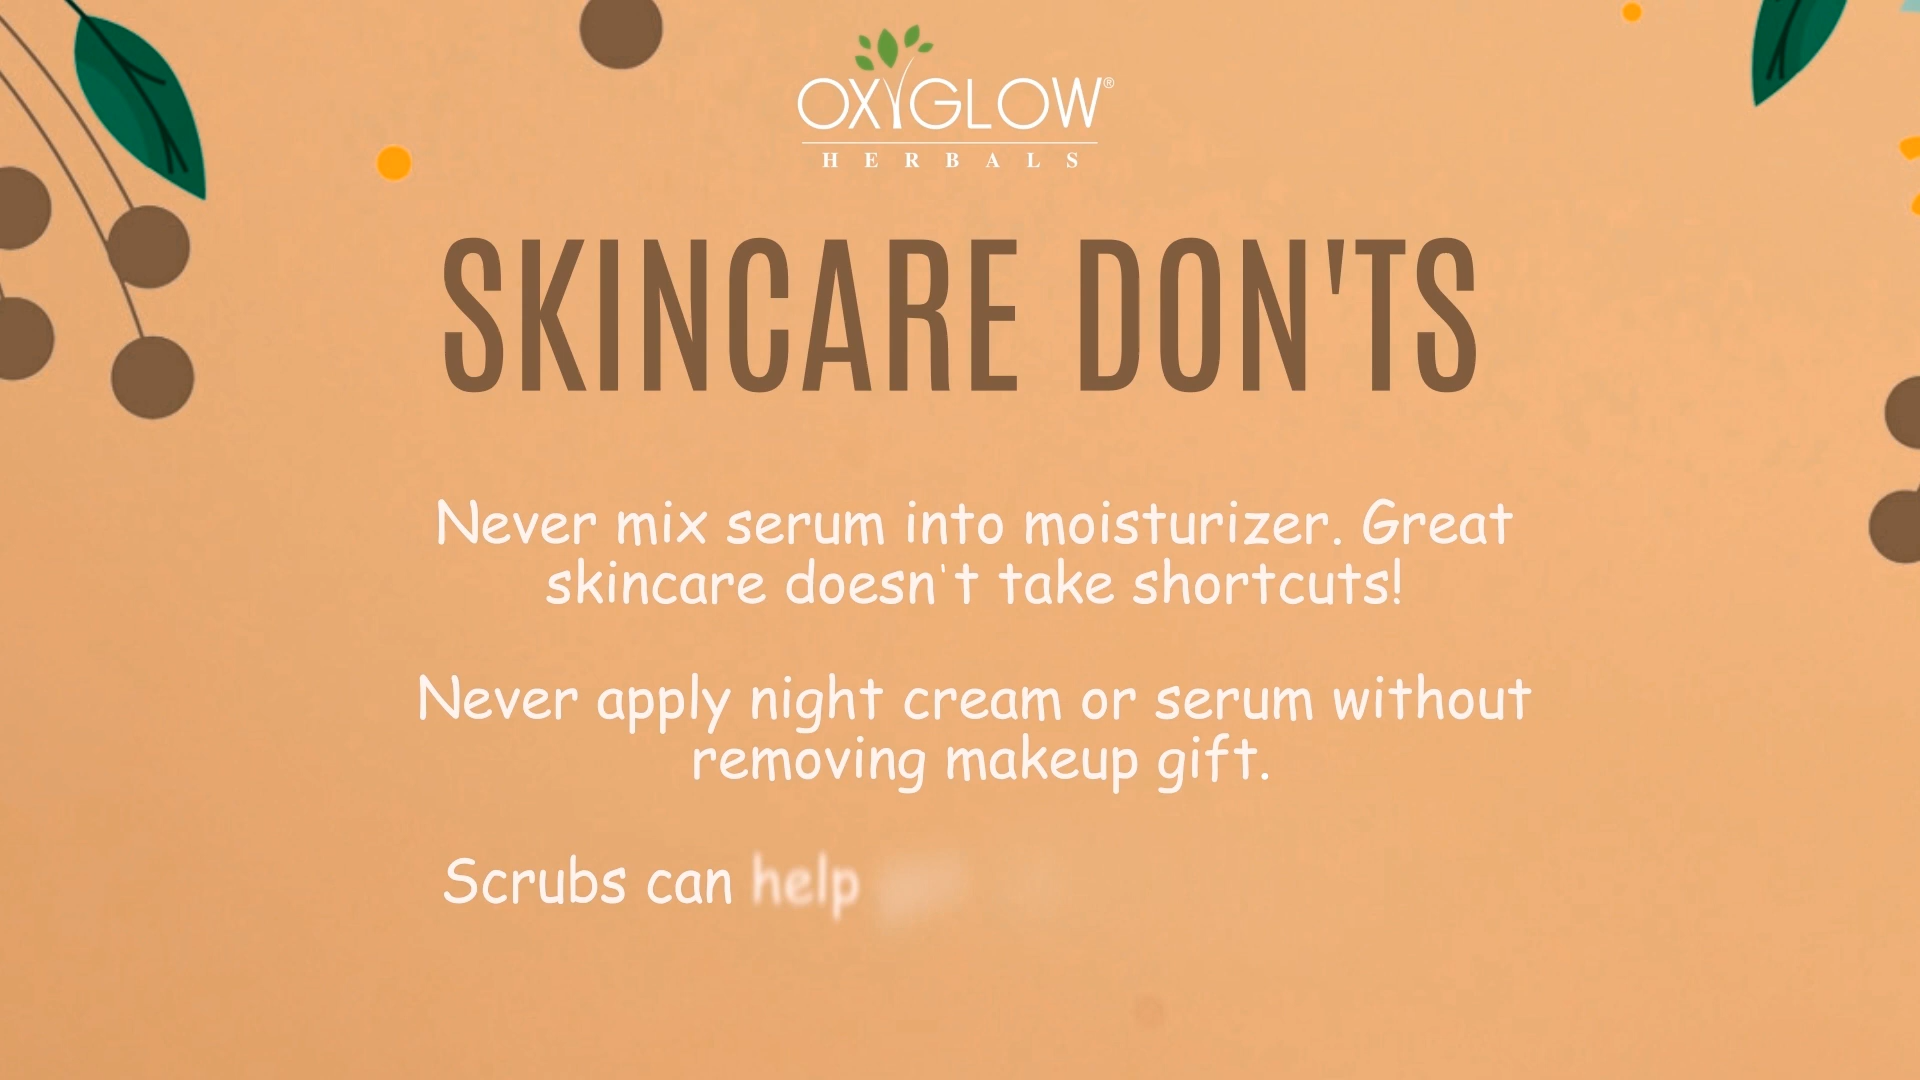 OXYGLOW®
HERBALS
SKINCARE DON'TS
Never mix serum into moisturizer. Great
skincare doesn't take shortcuts!
Never apply night cream or serum without
removing makeup gift.
Scrubs can help